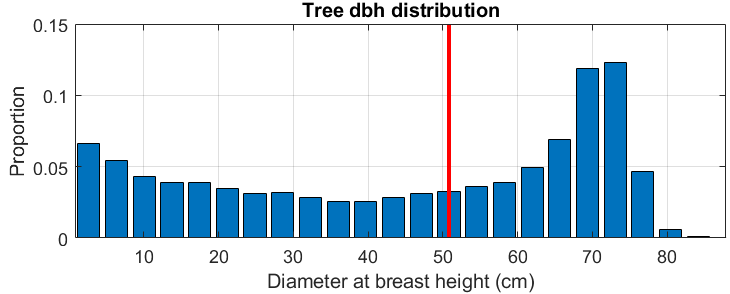 Tree dbh distribution
0.15
0.1
0.05
0
Proportion
10 20 30 40 50 60 70 80
Diameter at breast height (cm)